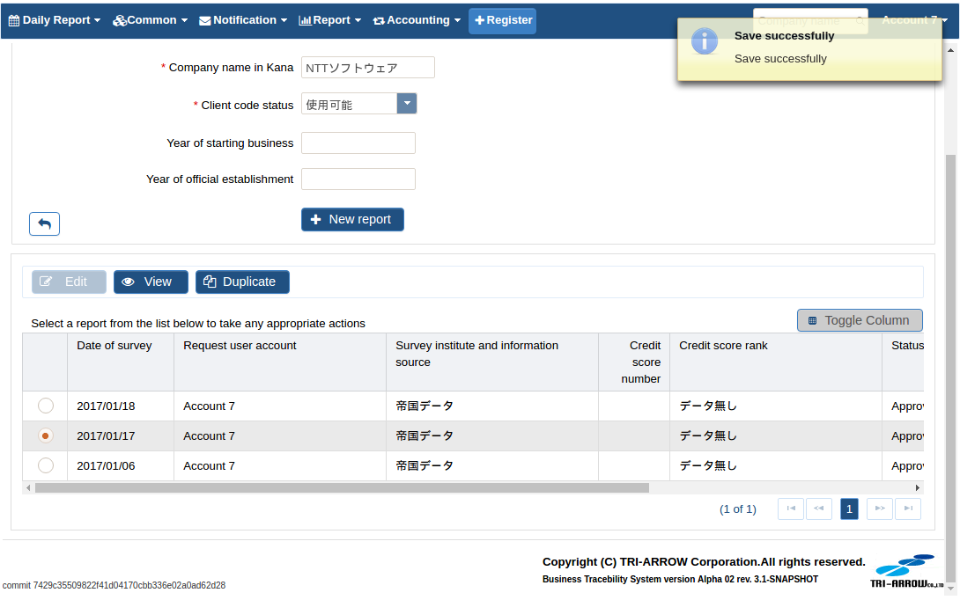 Daily Report Common Notification Report Accounting Register Company name Account 7
Save successfully
Save successfully
* Company name in Kana NTTソフトウェア
* Client code status 使用可能
Year of starting business
Year of official establishment
New report
Edit View Duplicate
Select a report from the list below to take any appropriate actions
Toggle Column
Date of survey Request user account Survey institute and information source Credit score number Credit score rank Status
2017/01/18 Account 7 帝国データ データ無し Appro
2017/01/17 Account 7 帝国データ データ無し Appro
2017/01/06 Account 7 帝国データ データ無し Appro
(1 of 1) 1
Copyright (C) TRI-ARROW Corporation.All rights reserved.
Business Tracebility System version Alpha 02 rev. 3.1-SNAPSHOT
TRI-ARROW Co.,LTD
commit 7429c35509822f41d04170cbb336e02a0ad62d28